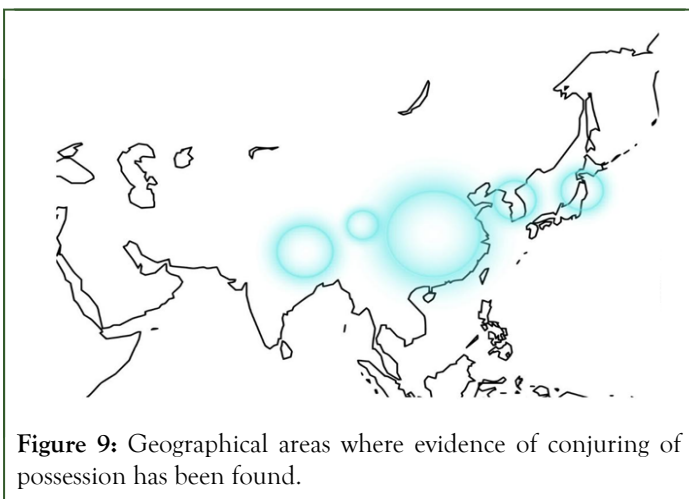 Figure 9: Geographical areas where evidence of conjuring of
possession has been found.